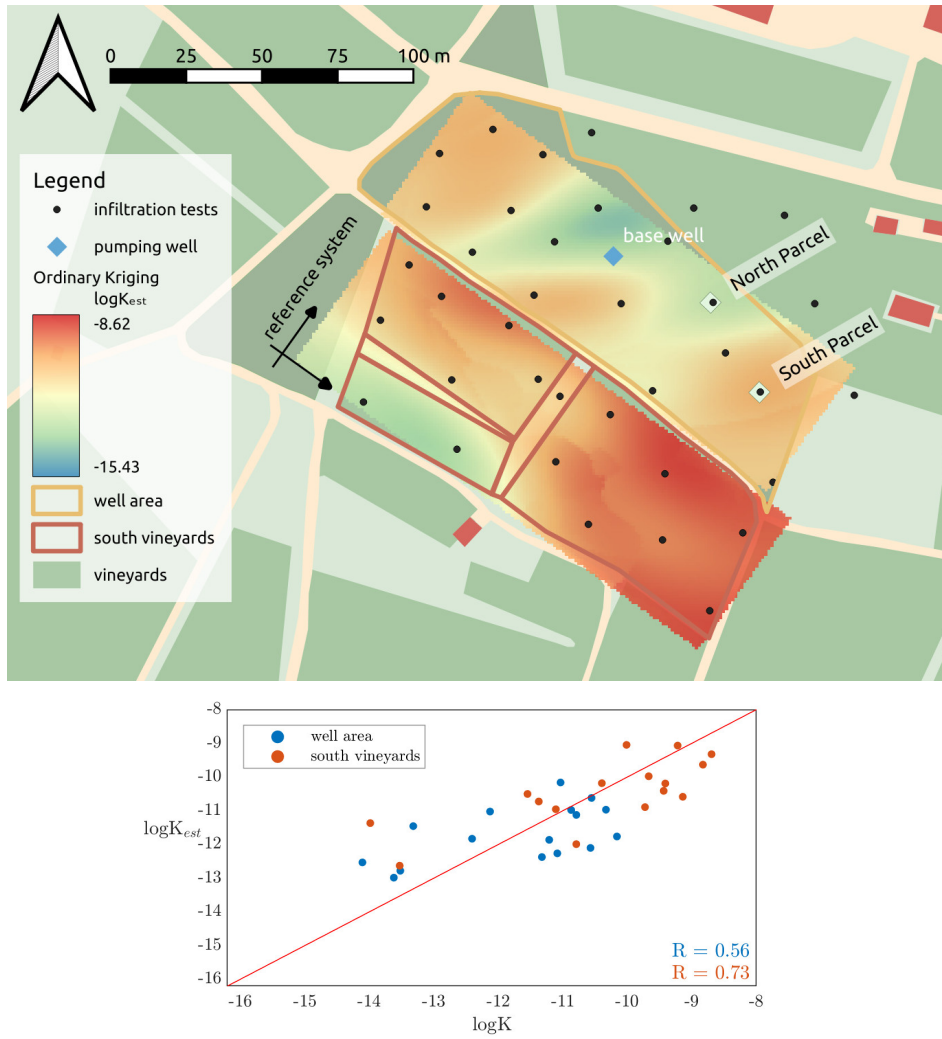 0 25 50 75 100 m
Legend
infiltration tests
pumping well
Ordinary Kriging
logK_est
-8.62
-15.43
well area
south vineyards
vineyards
reference system
base well
North Parcel
South Parcel
-8
-9
-10
-11
-12
-13
-14
-15
-16
logK_est
well area
south vineyards
R = 0.56
R = 0.73
-16 -15 -14 -13 -12 -11 -10 -9 -8
logK